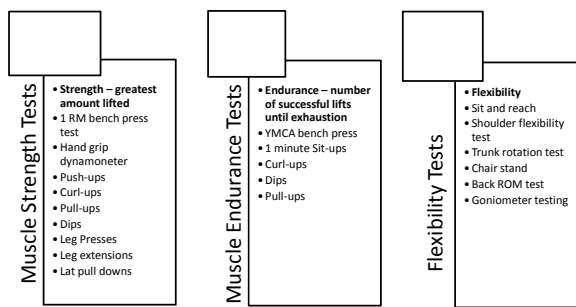 Muscle Strength Tests
• Strength – greatest
amount lifted
• 1 RM bench press
test
• Hand grip
dynamometer
• Push-ups
• Curl-ups
• Pull-ups
• Dips
• Leg Presses
• Leg extensions
• Lat pull downs
Muscle Endurance Tests
• Endurance – number
of successful lifts
until exhaustion
• YMCA bench press
• 1 minute Sit-ups
• Curl-ups
• Dips
• Pull-ups
Flexibility Tests
• Flexibility
• Sit and reach
• Shoulder flexibility
test
• Trunk rotation test
• Chair stand
• Back ROM test
• Goniometer testing